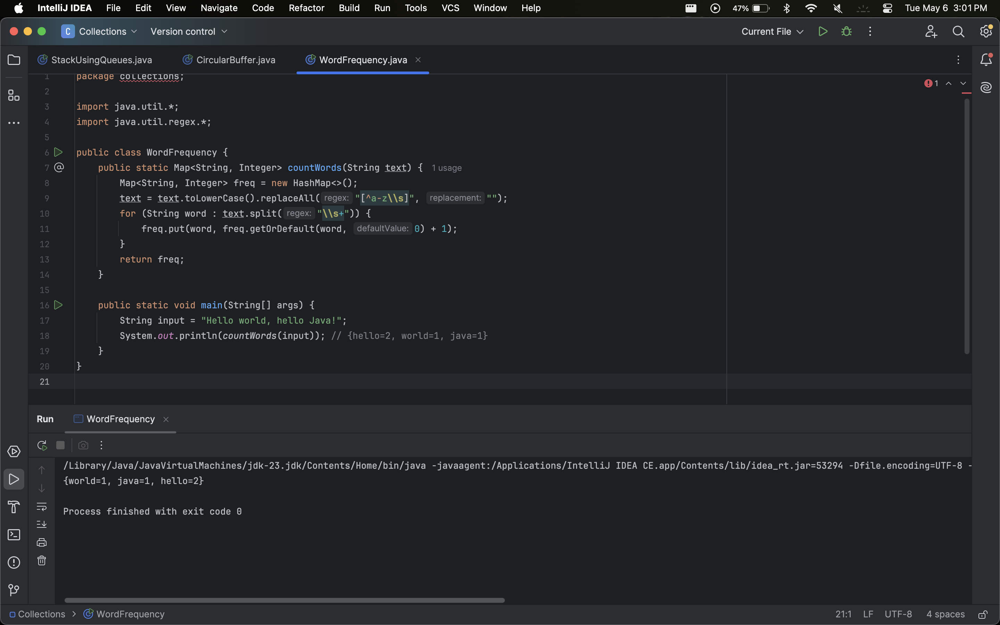 IntelliJ IDEA File Edit View Navigate Code Refactor Build Run Tools VCS Window Help 47% Tue May 6 3:01 PM
C Collections Version control Current File
StackUsingQueues.java CircularBuffer.java WordFrequency.java
1 package collections; 1
2
3 import java.util.*;
4 import java.util.regex.*;
5
6 public class WordFrequency {
7 public static Map<String, Integer> countWords(String text) { 1 usage
8 Map<String, Integer> freq = new HashMap<>();
9 text = text.toLowerCase().replaceAll( regex: "[^a-z\\s]", replacement: "");
10 for (String word : text.split( regex: "\\s+")) {
11 freq.put(word, freq.getOrDefault(word, defaultValue: 0) + 1);
12 }
13 return freq;
14 }
15
16 public static void main(String[] args) {
17 String input = "Hello world, hello Java!";
18 System.out.println(countWords(input)); // {hello=2, world=1, java=1}
19 }
20 }
21
Run WordFrequency
/Library/Java/JavaVirtualMachines/jdk-23.jdk/Contents/Home/bin/java -javaagent:/Applications/IntelliJ IDEA CE.app/Contents/lib/idea_rt.jar=53294 -Dfile.encoding=UTF-8 -
{world=1, java=1, hello=2}
Process finished with exit code 0
Collections > WordFrequency 21:1 LF UTF-8 4 spaces